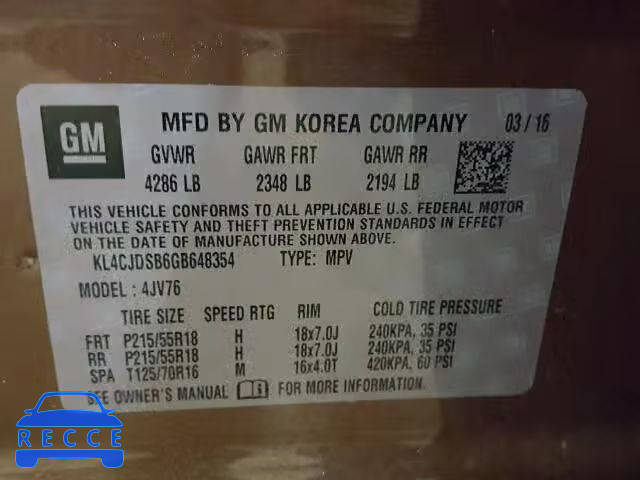 GM
MFD BY GM KOREA COMPANY 03 / 16
GVWR GAWR FRT GAWR RR
4286 LB 2348 LB 2194 LB
THIS VEHICLE CONFORMS TO ALL APPLICABLE U.S. FEDERAL MOTOR
VEHICLE SAFETY AND THEFT PREVENTION STANDARDS IN EFFECT
ON THE DATE OF MANUFACTURE SHOWN ABOVE.
KL4CJDSB6GB648354 TYPE: MPV
MODEL : 4JV76
TIRE SIZE SPEED RTG RIM COLD TIRE PRESSURE
FRT P215/55R18 H 18x7.0J 240KPA, 35 PSI
RR P215/55R18 H 18x7.0J 240KPA, 35 PSI
SPA T125/70R16 M 16x4.0T 420KPA, 60 PSI
SEE OWNER'S MANUAL FOR MORE INFORMATION.
RECCE